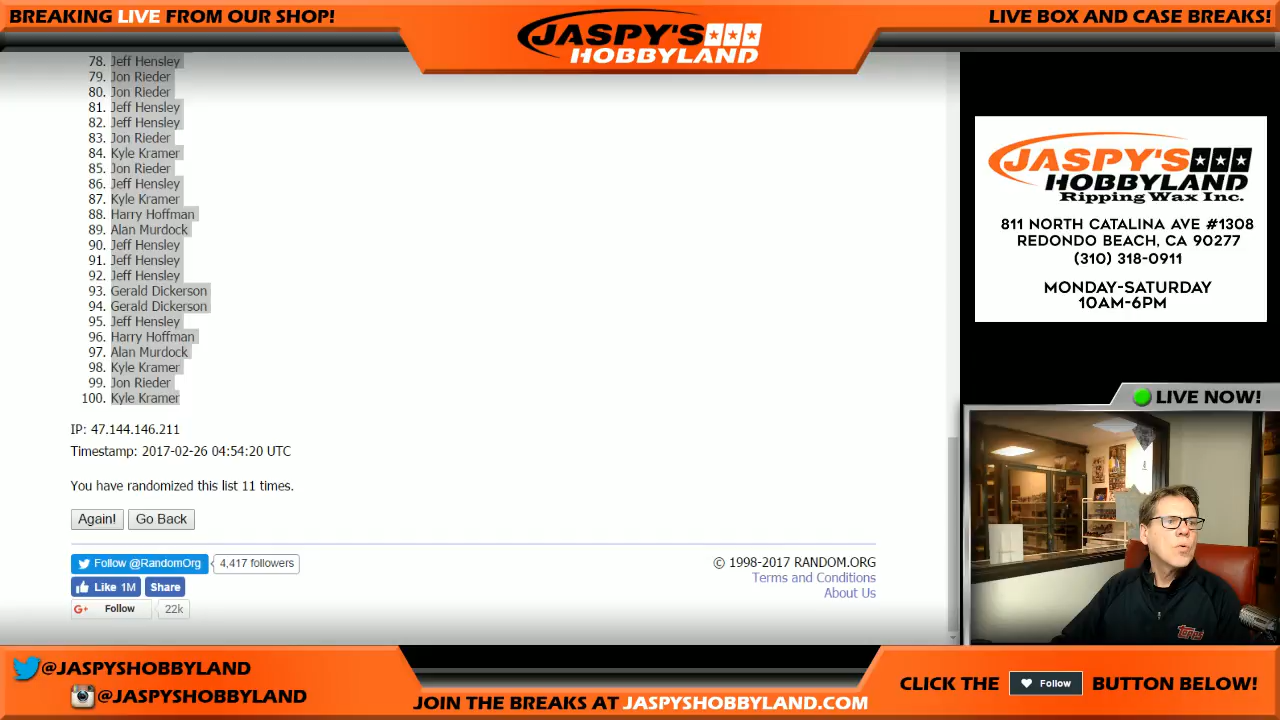 BREAKING LIVE FROM OUR SHOP!
JASPY'S
HOBBYLAND
LIVE BOX AND CASE BREAKS!
78. Jeff Hensley
79. Jon Rieder
80. Jon Rieder
81. Jeff Hensley
82. Jeff Hensley
83. Jon Rieder
84. Kyle Kramer
85. Jon Rieder
86. Jeff Hensley
87. Kyle Kramer
88. Harry Hoffman
89. Alan Murdock
90. Jeff Hensley
91. Jeff Hensley
92. Jeff Hensley
93. Gerald Dickerson
94. Gerald Dickerson
95. Jeff Hensley
96. Harry Hoffman
97. Alan Murdock
98. Kyle Kramer
99. Jon Rieder
100. Kyle Kramer
IP: 47.144.146.211
Timestamp: 2017-02-26 04:54:20 UTC
You have randomized this list 11 times.
Again! Go Back
Follow @RandomOrg 4,417 followers
Like 1M Share
G+ Follow 22k
© 1998-2017 RANDOM.ORG
Terms and Conditions
About Us
JASPY'S
HOBBYLAND
Ripping Wax Inc.
811 NORTH CATALINA AVE #1308
REDONDO BEACH, CA 90277
(310) 318-0911
MONDAY-SATURDAY
10AM-6PM
LIVE NOW!
Topps
@JASPYSHOBBYLAND
@JASPYSHOBBYLAND
JOIN THE BREAKS AT JASPYSHOBBYLAND.COM
CLICK THE Follow BUTTON BELOW!